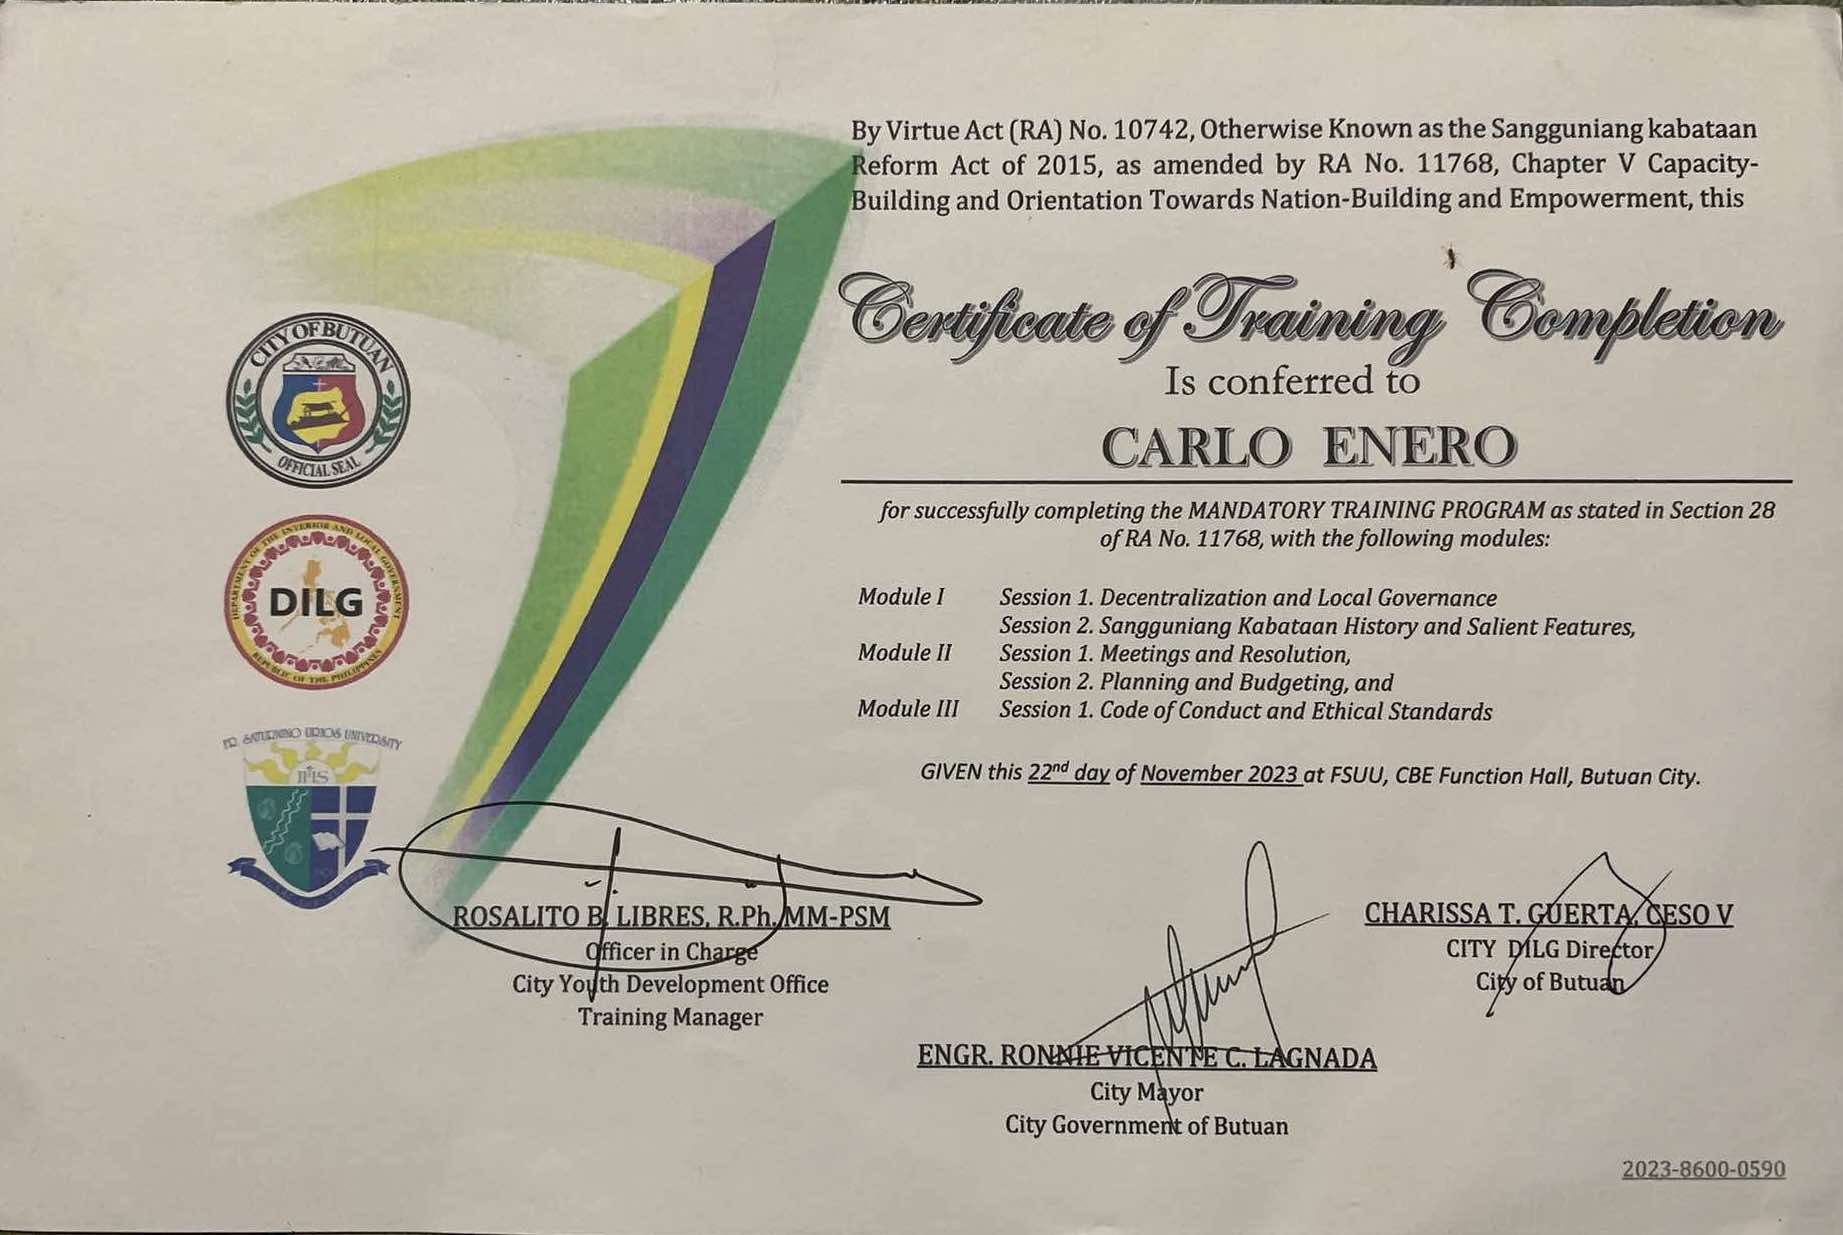 By Virtue Act (RA) No. 10742, Otherwise Known as the Sangguniang kabataan
Reform Act of 2015, as amended by RA No. 11768, Chapter V Capacity-
Building and Orientation Towards Nation-Building and Empowerment, this
Certificate of Training Completion
Is conferred to
CARLO ENERO
for successfully completing the MANDATORY TRAINING PROGRAM as stated in Section 28
of RA No. 11768, with the following modules:
Module I Session 1. Decentralization and Local Governance
Session 2. Sangguniang Kabataan History and Salient Features,
Module II Session 1. Meetings and Resolution,
Session 2. Planning and Budgeting, and
Module III Session 1. Code of Conduct and Ethical Standards
GIVEN this 22nd day of November 2023 at FSUU, CBE Function Hall, Butuan City.
CITY OF BUTUAN
OFFICIAL SEAL
DEPARTMENT OF THE INTERIOR AND LOCAL GOVERNMENT
DILG
REPUBLIC OF THE PHILIPPINES
FR. SATURNINO URIOS UNIVERSITY
IHS
ROSALITO B. LIBRES, R.Ph, MM-PSM
Officer in Charge
City Youth Development Office
Training Manager
ENGR. RONNIE VICENTE C. LAGNADA
City Mayor
City Government of Butuan
CHARISSA T. GUERTA, CESO V
CITY DILG Director
City of Butuan
2023-8600-0590